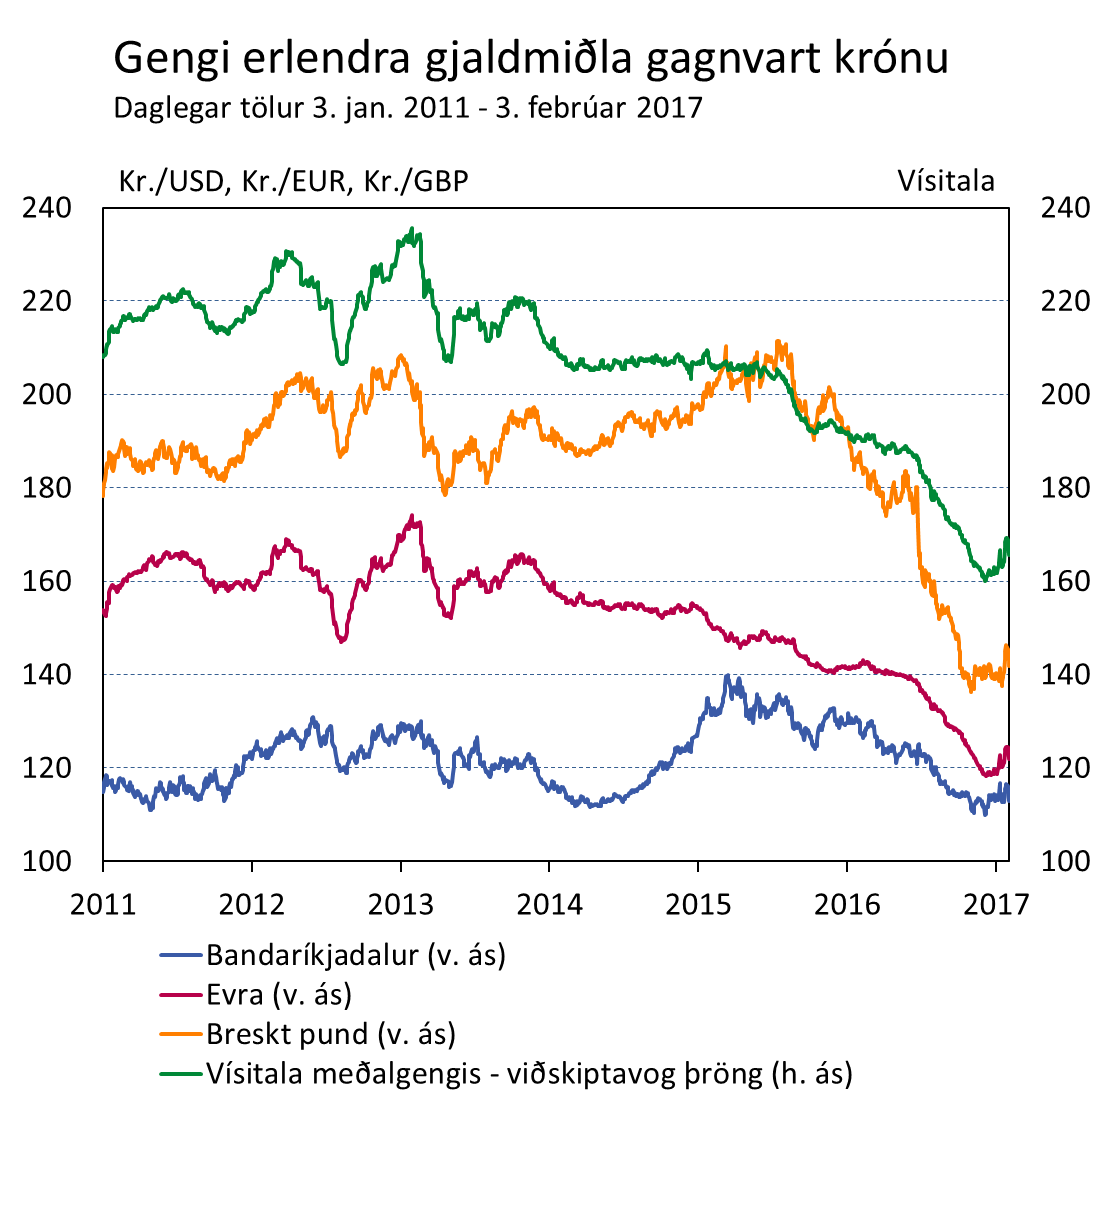 Gengi erlendra gjaldmiðla gagnvart krónu
Daglegar tölur 3. jan. 2011 - 3. febrúar 2017
Kr./USD, Kr./EUR, Kr./GBP Vísitala
240 240
220 220
200 200
180 180
160 160
140 140
120 120
100 100
2011 2012 2013 2014 2015 2016 2017
Bandaríkjadalur (v. ás)
Evra (v. ás)
Breskt pund (v. ás)
Vísitala meðalgengis - viðskiptavog þröng (h. ás)